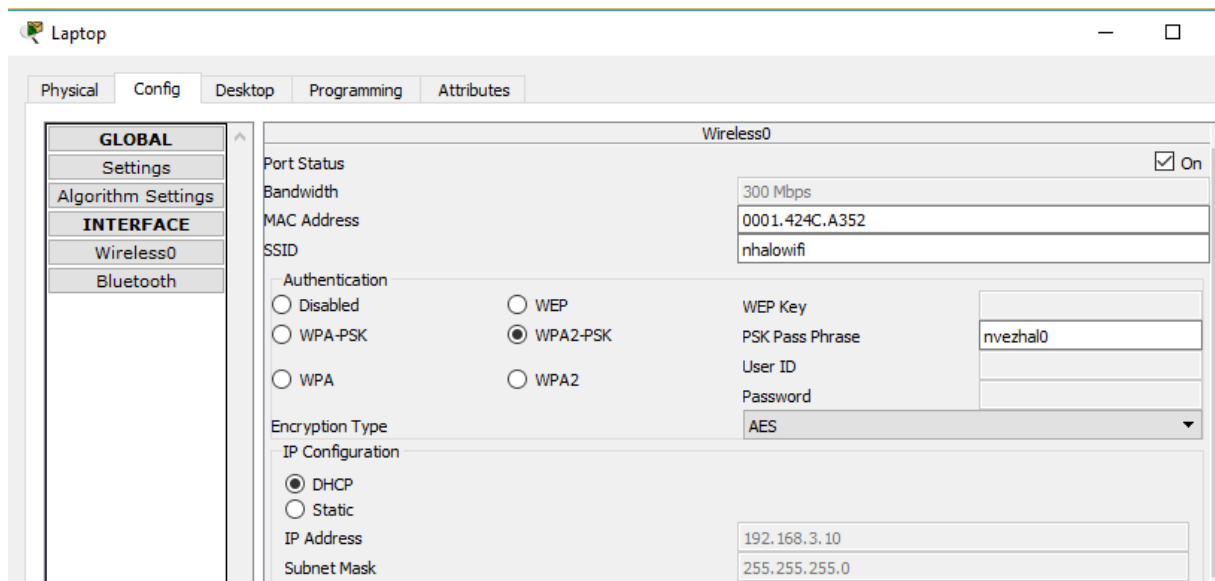 Laptop
Physical Config Desktop Programming Attributes
GLOBAL
Settings
Algorithm Settings
INTERFACE
Wireless0
Bluetooth
Wireless0
Port Status On
Bandwidth 300 Mbps
MAC Address 0001.424C.A352
SSID nhalowifi
Authentication
Disabled WEP WEP Key
WPA-PSK WPA2-PSK PSK Pass Phrase nvezhal0
User ID
WPA WPA2
Password
Encryption Type AES
IP Configuration
DHCP
Static
IP Address 192.168.3.10
Subnet Mask 255.255.255.0